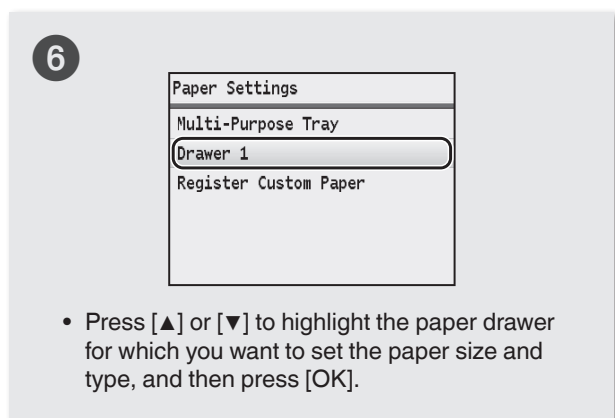 6
Paper Settings
Multi-Purpose Tray
Drawer 1
Register Custom Paper
• Press [▲] or [▼] to highlight the paper drawer
for which you want to set the paper size and
type, and then press [OK].